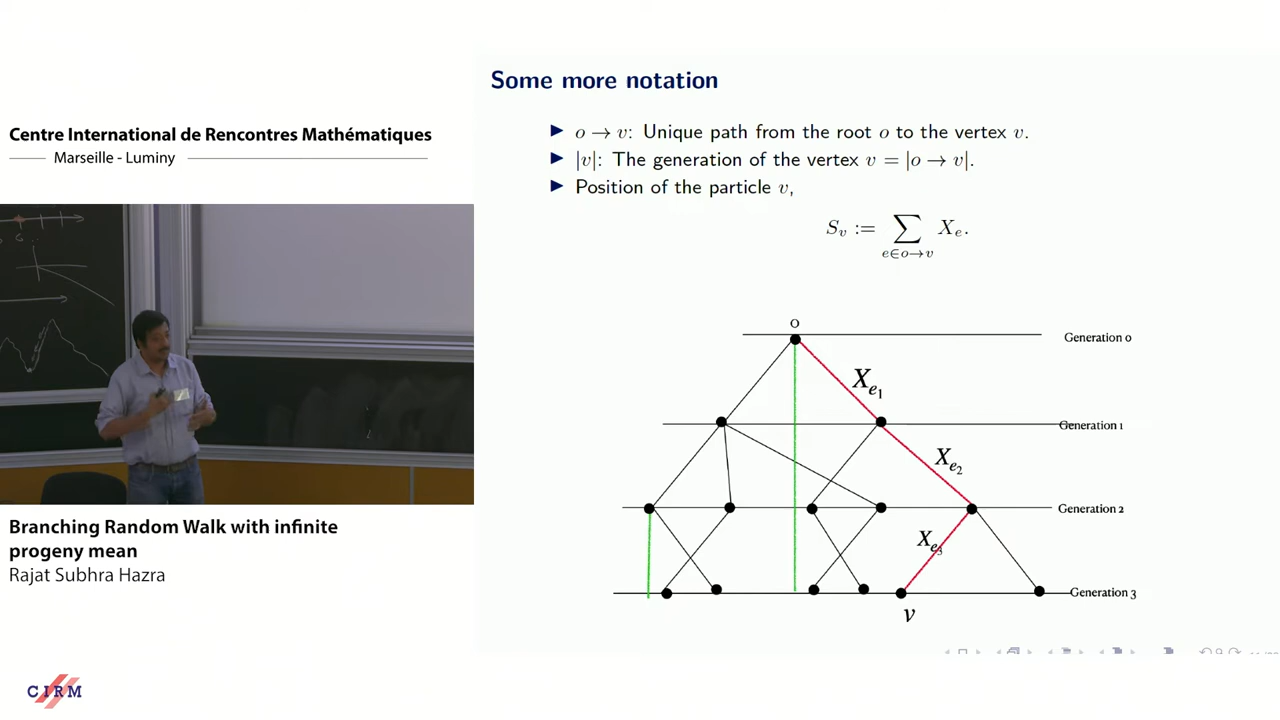 Centre International de Rencontres Mathématiques
Marseille - Luminy
Branching Random Walk with infinite
progeny mean
Rajat Subhra Hazra
CIRM
Some more notation
▶ o → v: Unique path from the root o to the vertex v.
▶ |v|: The generation of the vertex v = |o → v|.
▶ Position of the particle v,
S_v := ∑_{e∈o→v} X_e.
o
Generation 0
X_{e_1}
Generation 1
X_{e_2}
Generation 2
X_{e_3}
Generation 3
v